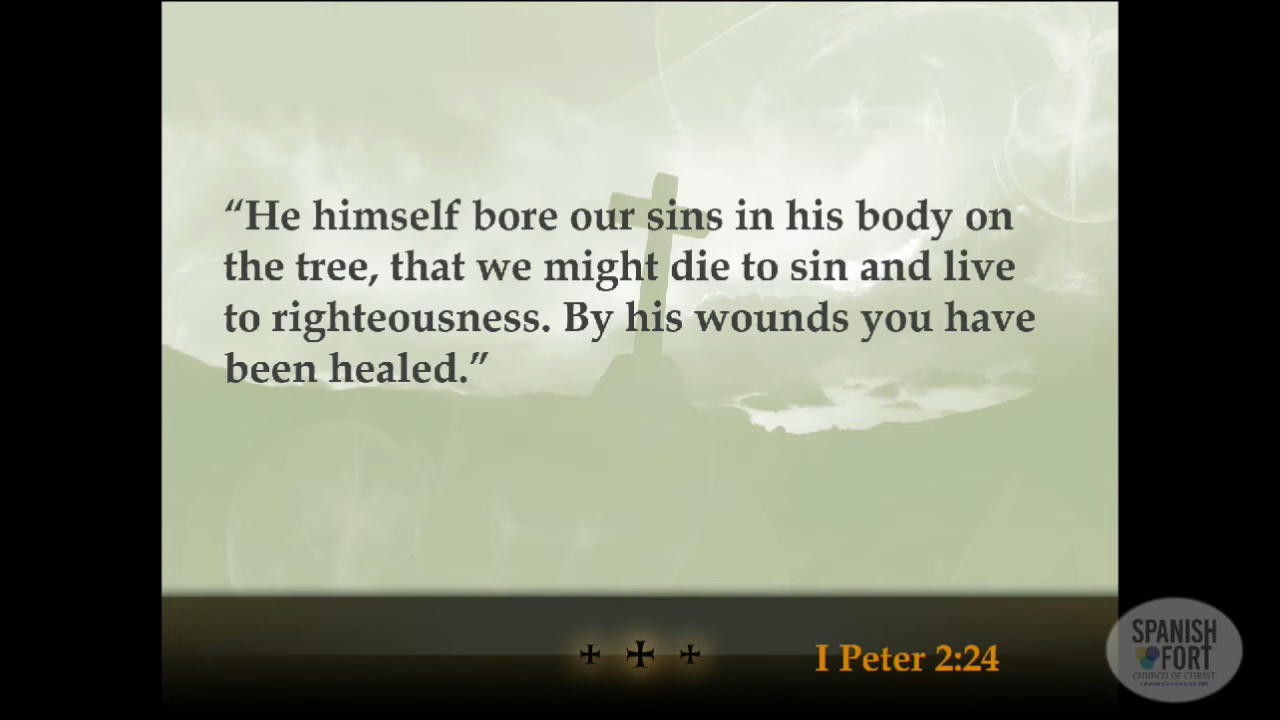 “He himself bore our sins in his body on
the tree, that we might die to sin and live
to righteousness. By his wounds you have
been healed.”
I Peter 2:24
SPANISH
FORT
CHURCH OF CHRIST